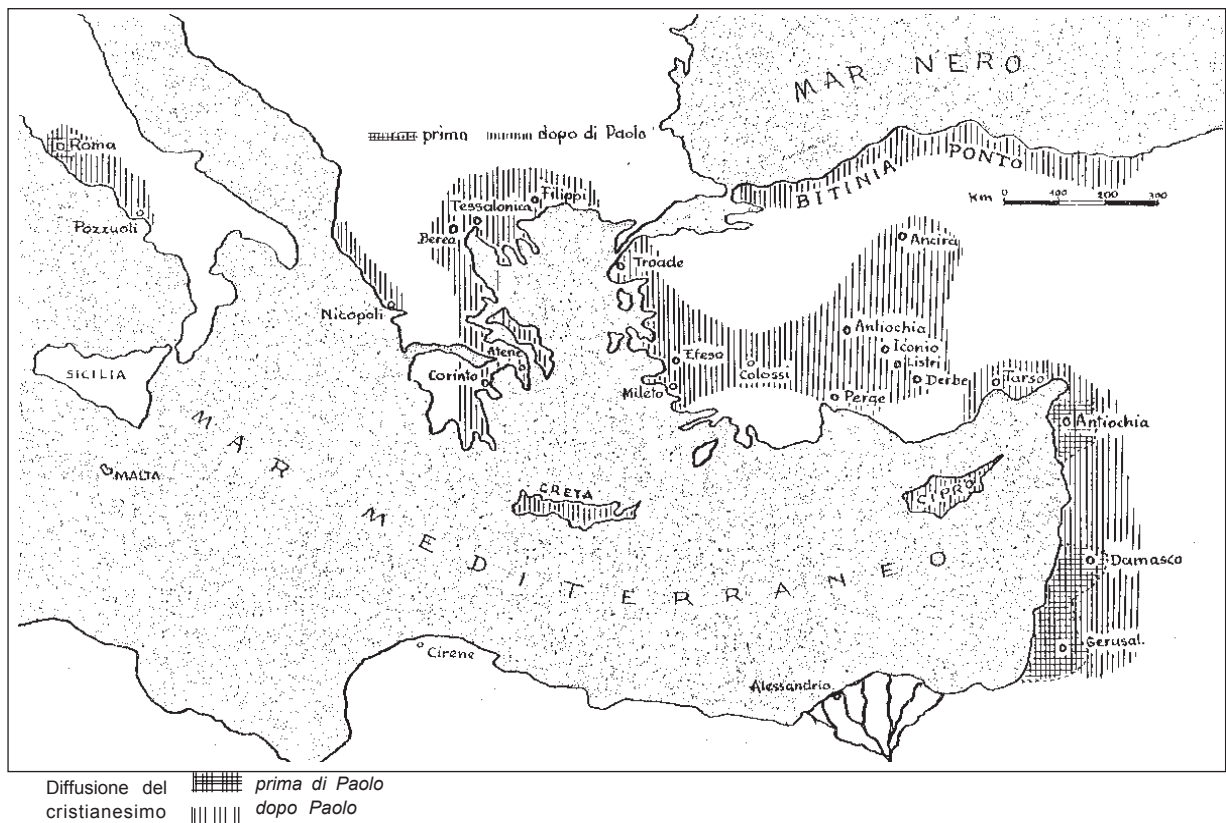 MAR NERO
prima dopo di Paolo
Roma
Pozzuoli
SICILIA
MALTA
MAR MEDITERRANEO
Nicopoli
Berea
Tessalonica
Filippi
Atene
Corinto
CRETA
Troade
Efeso
Mileto
Colossi
BITINIA
PONTO
km 0 100 200 300
Ancira
Antiochia
Iconio
Listri
Derbe
Perge
Tarso
Antiochia
CIPRO
Damasco
Gerusal.
Alessandria
Cirene
Diffusione del prima di Paolo
cristianesimo dopo Paolo